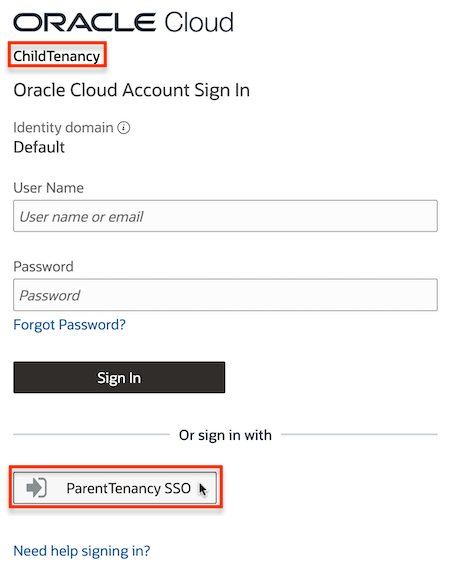 ORACLE Cloud
ChildTenancy
Oracle Cloud Account Sign In
Identity domain
Default
User Name
User name or email
Password
Password
Forgot Password?
Sign In
Or sign in with
ParentTenancy SSO
Need help signing in?